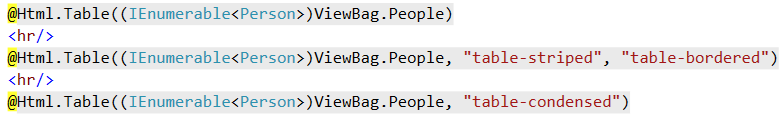 @Html.Table((IEnumerable<Person>)ViewBag.People)
<hr/>
@Html.Table((IEnumerable<Person>)ViewBag.People, "table-striped", "table-bordered")
<hr/>
@Html.Table((IEnumerable<Person>)ViewBag.People, "table-condensed")